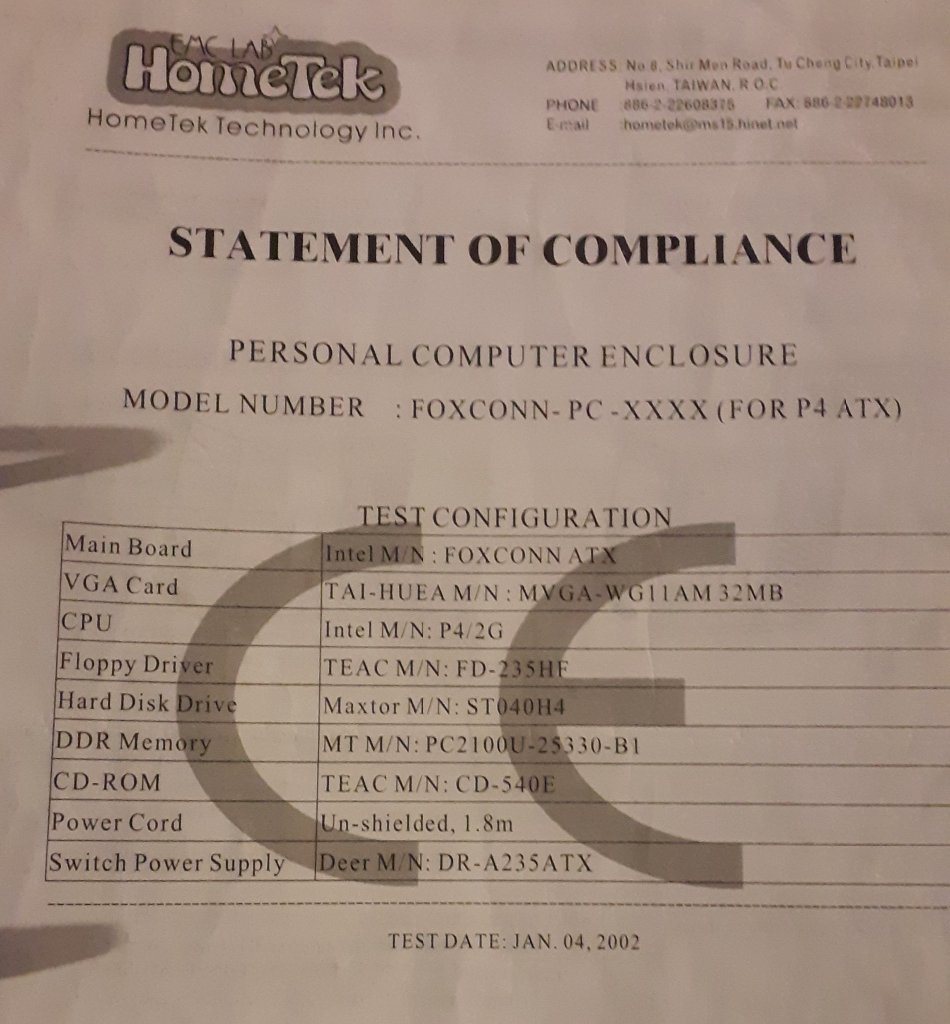 EMC LAB
HomeTek
HomeTek Technology Inc.
ADDRESS: No.8, Shir Men Road, Tu Cheng City, Taipei
Hsien, TAIWAN, R.O.C.
PHONE :886-2-22608375 FAX: 886-2-22748013
E-mail :hometek@ms15.hinet.net
STATEMENT OF COMPLIANCE
PERSONAL COMPUTER ENCLOSURE
MODEL NUMBER : FOXCONN- PC -XXXX (FOR P4 ATX)
TEST CONFIGURATION
Main Board Intel M/N : FOXCONN ATX
VGA Card TAI-HUEA M/N : MVGA-WG11AM 32MB
CPU Intel M/N: P4/2G
Floppy Driver TEAC M/N: FD-235HF
Hard Disk Drive Maxtor M/N: ST040H4
DDR Memory MT M/N: PC2100U-25330-B1
CD-ROM TEAC M/N: CD-540E
Power Cord Un-shielded, 1.8m
Switch Power Supply Deer M/N: DR-A235ATX
CE
TEST DATE: JAN. 04, 2002